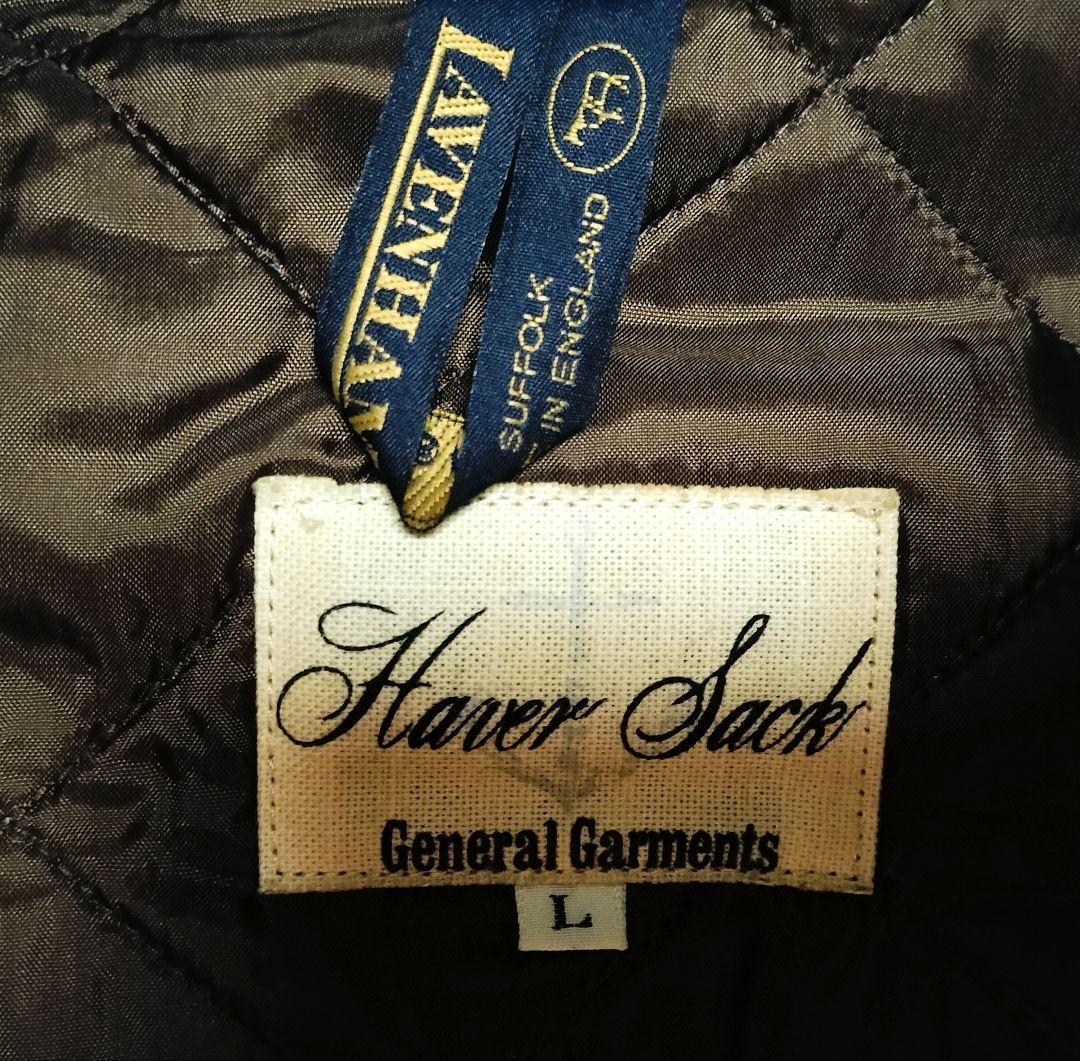 LAVENHAM
SUFFOLK
IN ENGLAND
Haver Sack
General Garments
L